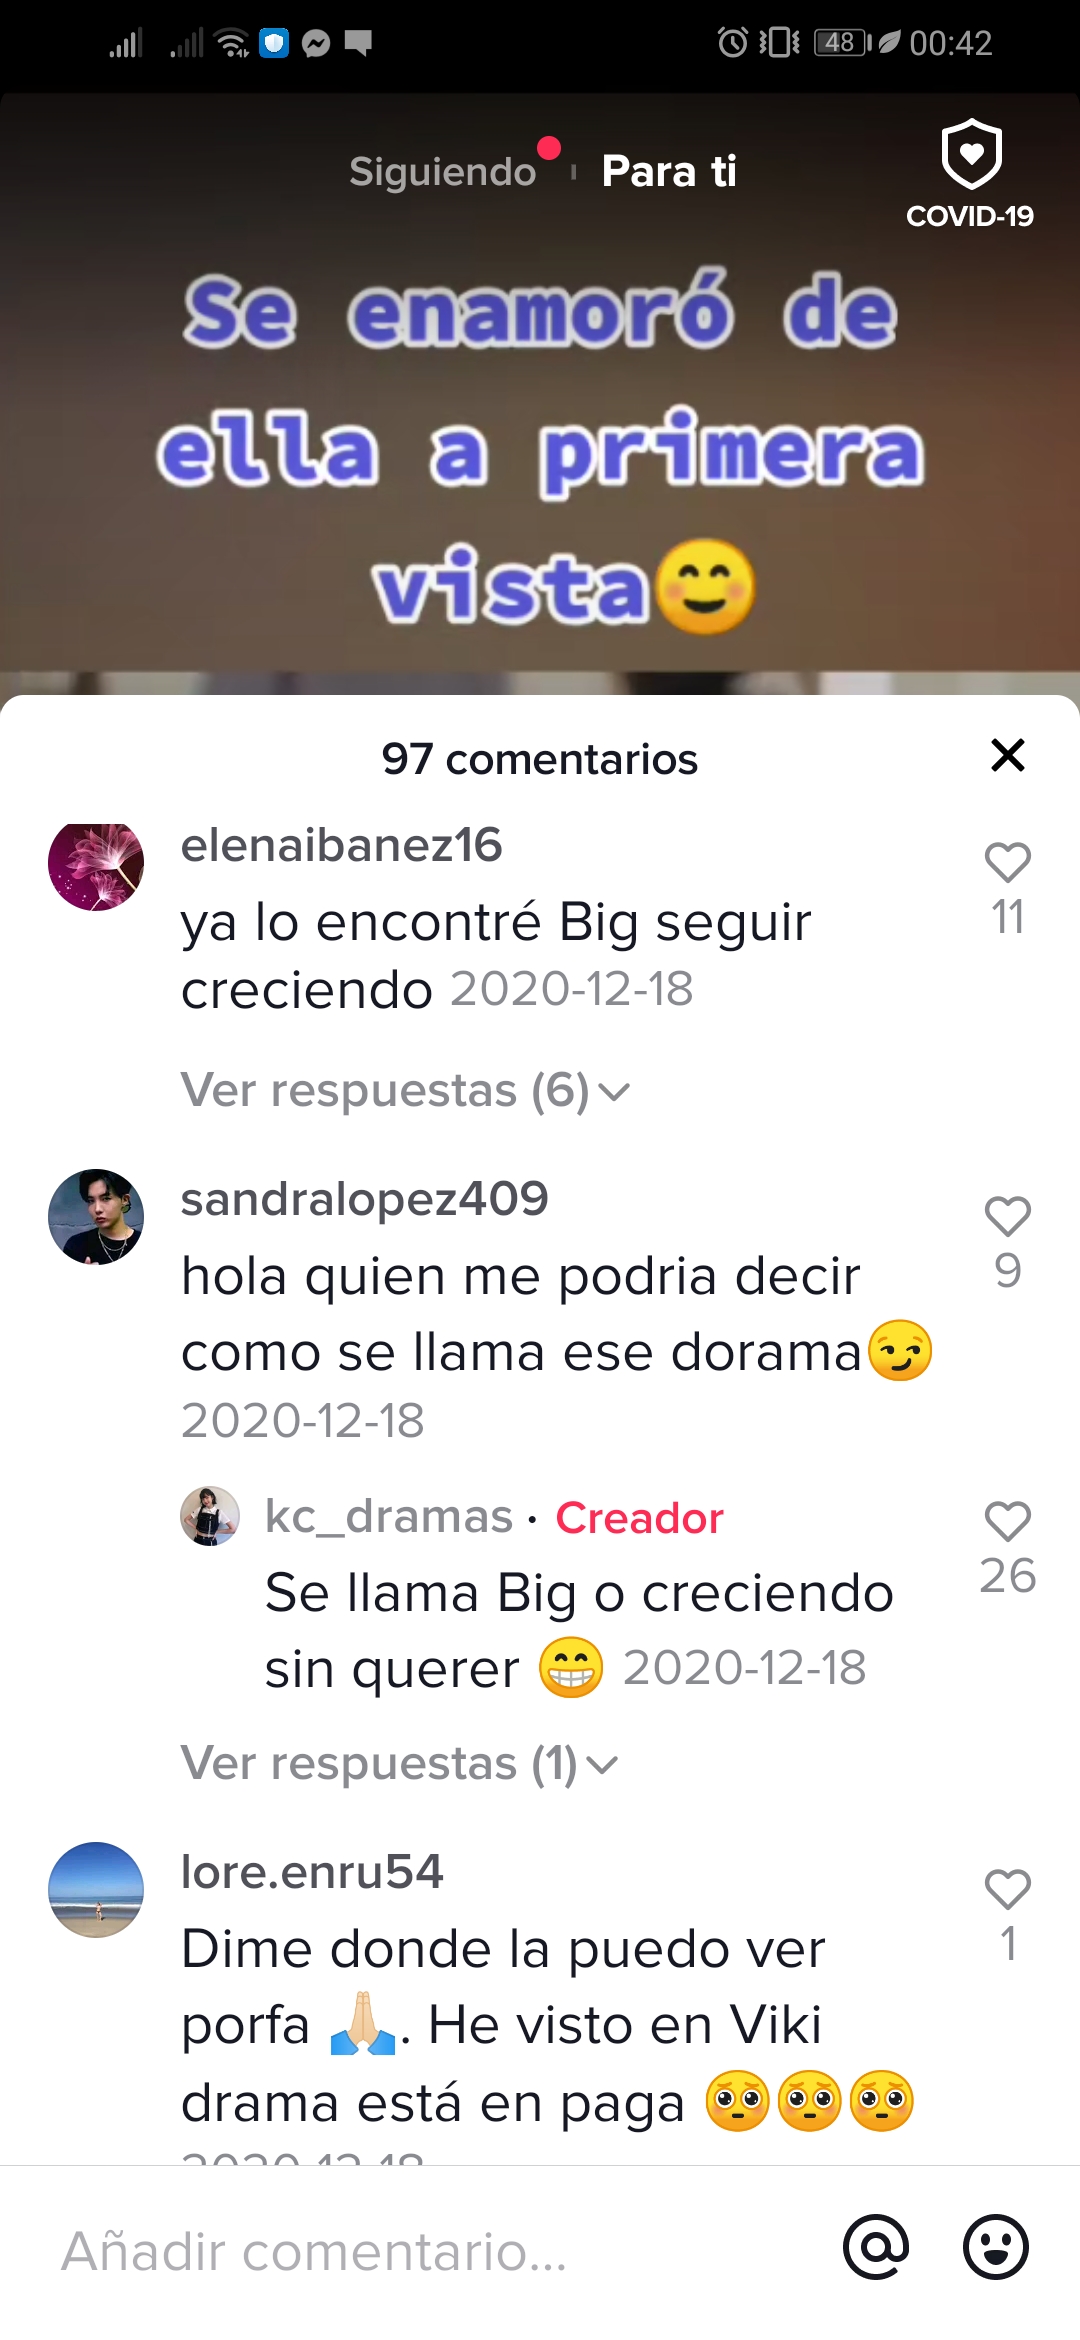 48 00:42
Siguiendo Para ti
COVID-19
Se enamoró de
ella a primera
vista😊
97 comentarios
elenaibanez16
ya lo encontré Big seguir
creciendo 2020-12-18
11
Ver respuestas (6)
sandralopez409
hola quien me podria decir
como se llama ese dorama😏
2020-12-18
9
kc_dramas · Creador
Se llama Big o creciendo
sin querer 😁 2020-12-18
26
Ver respuestas (1)
lore.enru54
Dime donde la puedo ver
porfa 🙏🏻. He visto en Viki
drama está en paga 🥺🥺🥺
2020-12-18
1
Añadir comentario...